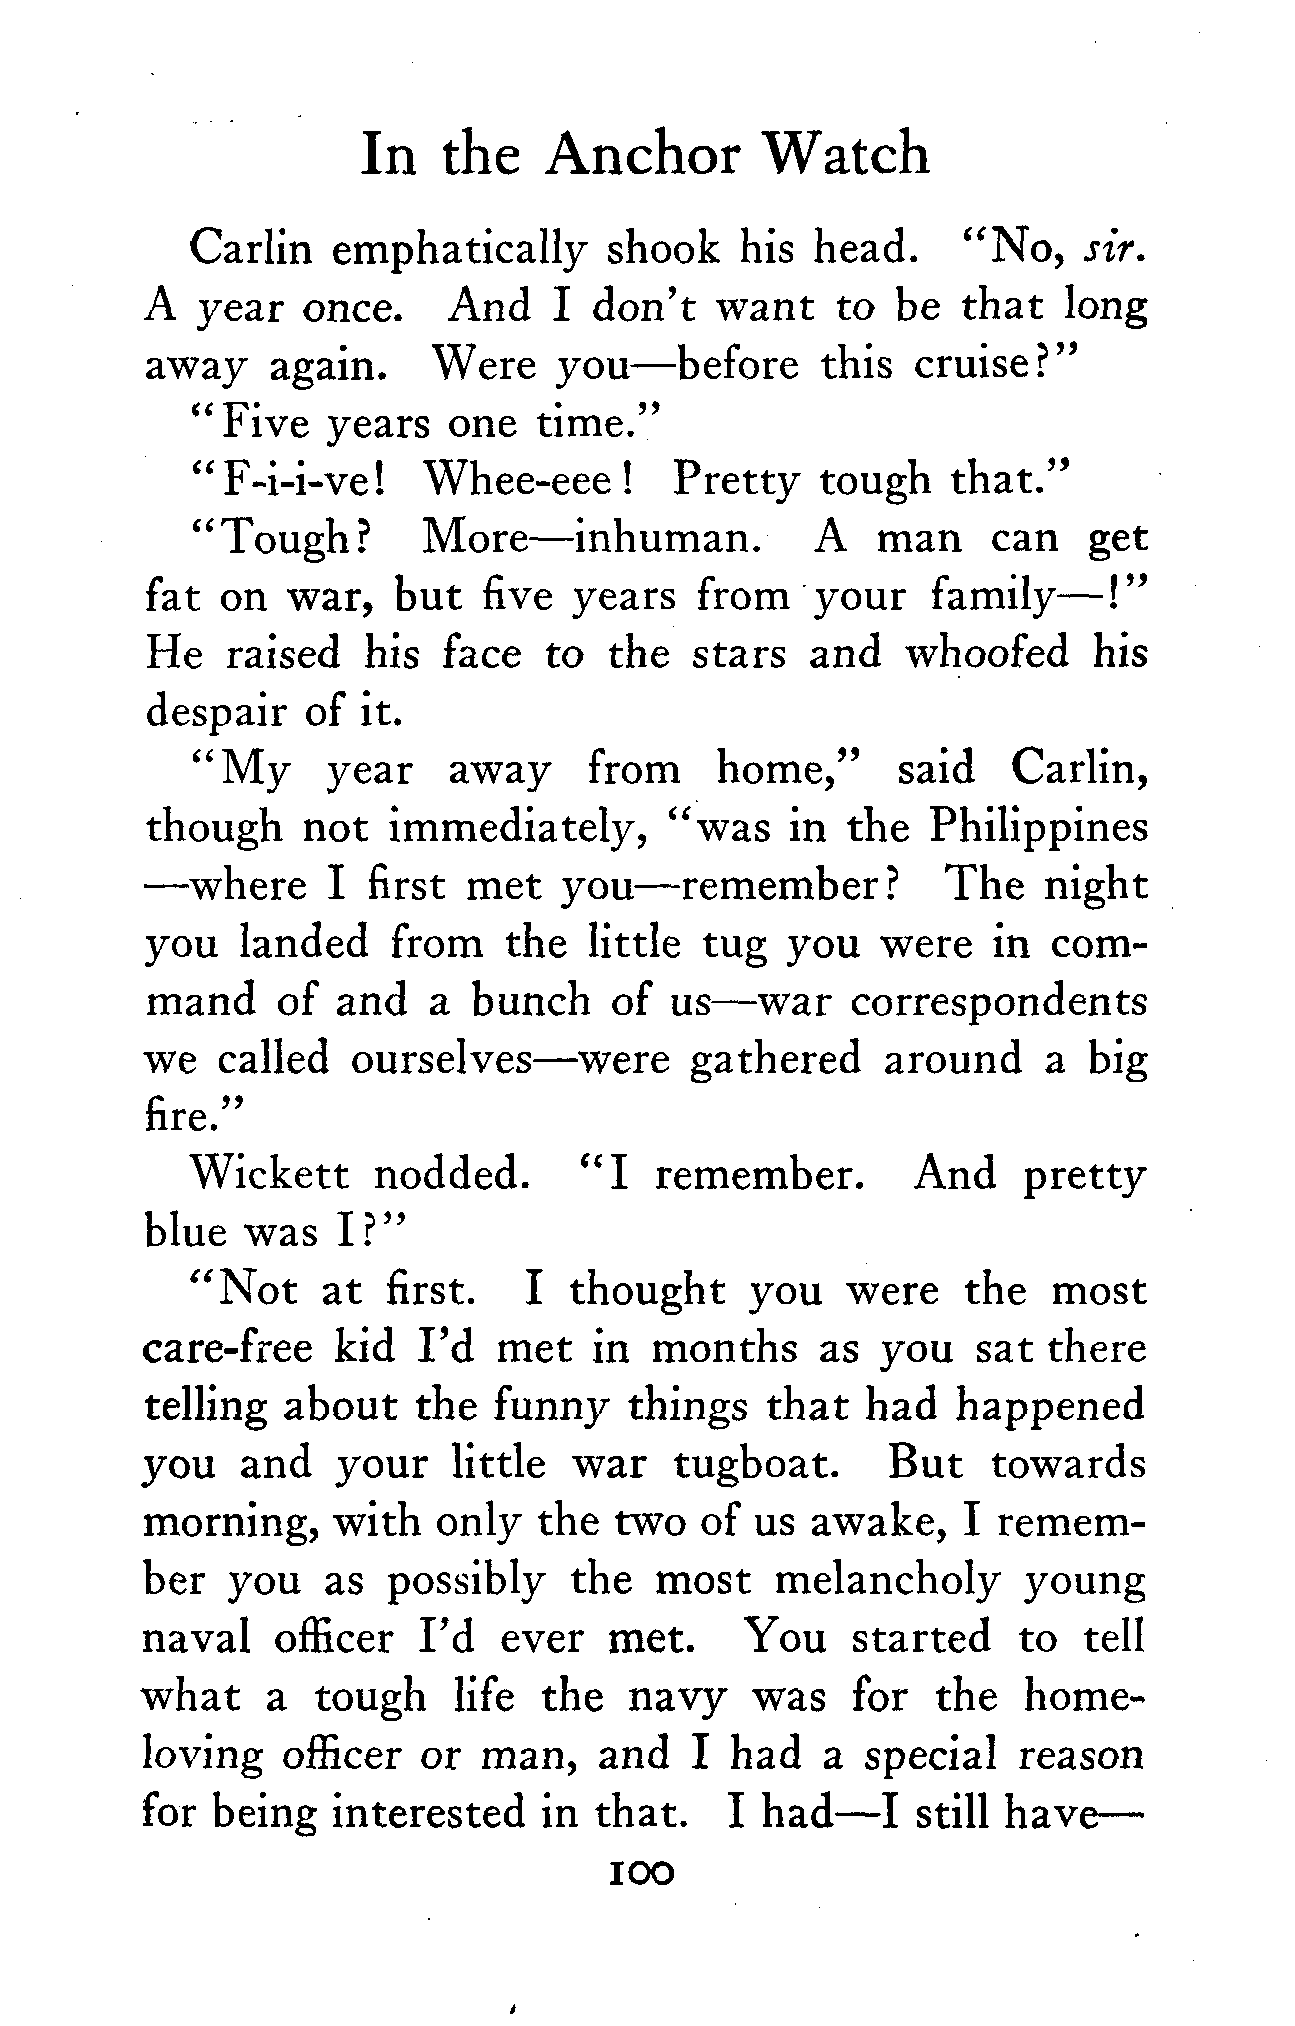 In the Anchor Watch
Carlin emphatically shook his head. "No, sir.
A year once. And I don't want to be that long
away again. Were you—before this cruise?"
"Five years one time."
"F-i-i-ve! Whee-eee! Pretty tough that."
"Tough? More—inhuman. A man can get
fat on war, but five years from your family—!"
He raised his face to the stars and whoofed his
despair of it.
"My year away from home," said Carlin,
though not immediately, "was in the Philippines
—where I first met you—remember? The night
you landed from the little tug you were in com-
mand of and a bunch of us—war correspondents
we called ourselves—were gathered around a big
fire."
Wickett nodded. "I remember. And pretty
blue was I?"
"Not at first. I thought you were the most
care-free kid I'd met in months as you sat there
telling about the funny things that had happened
you and your little war tugboat. But towards
morning, with only the two of us awake, I remem-
ber you as possibly the most melancholy young
naval officer I'd ever met. You started to tell
what a tough life the navy was for the home-
loving officer or man, and I had a special reason
for being interested in that. I had—I still have—
100